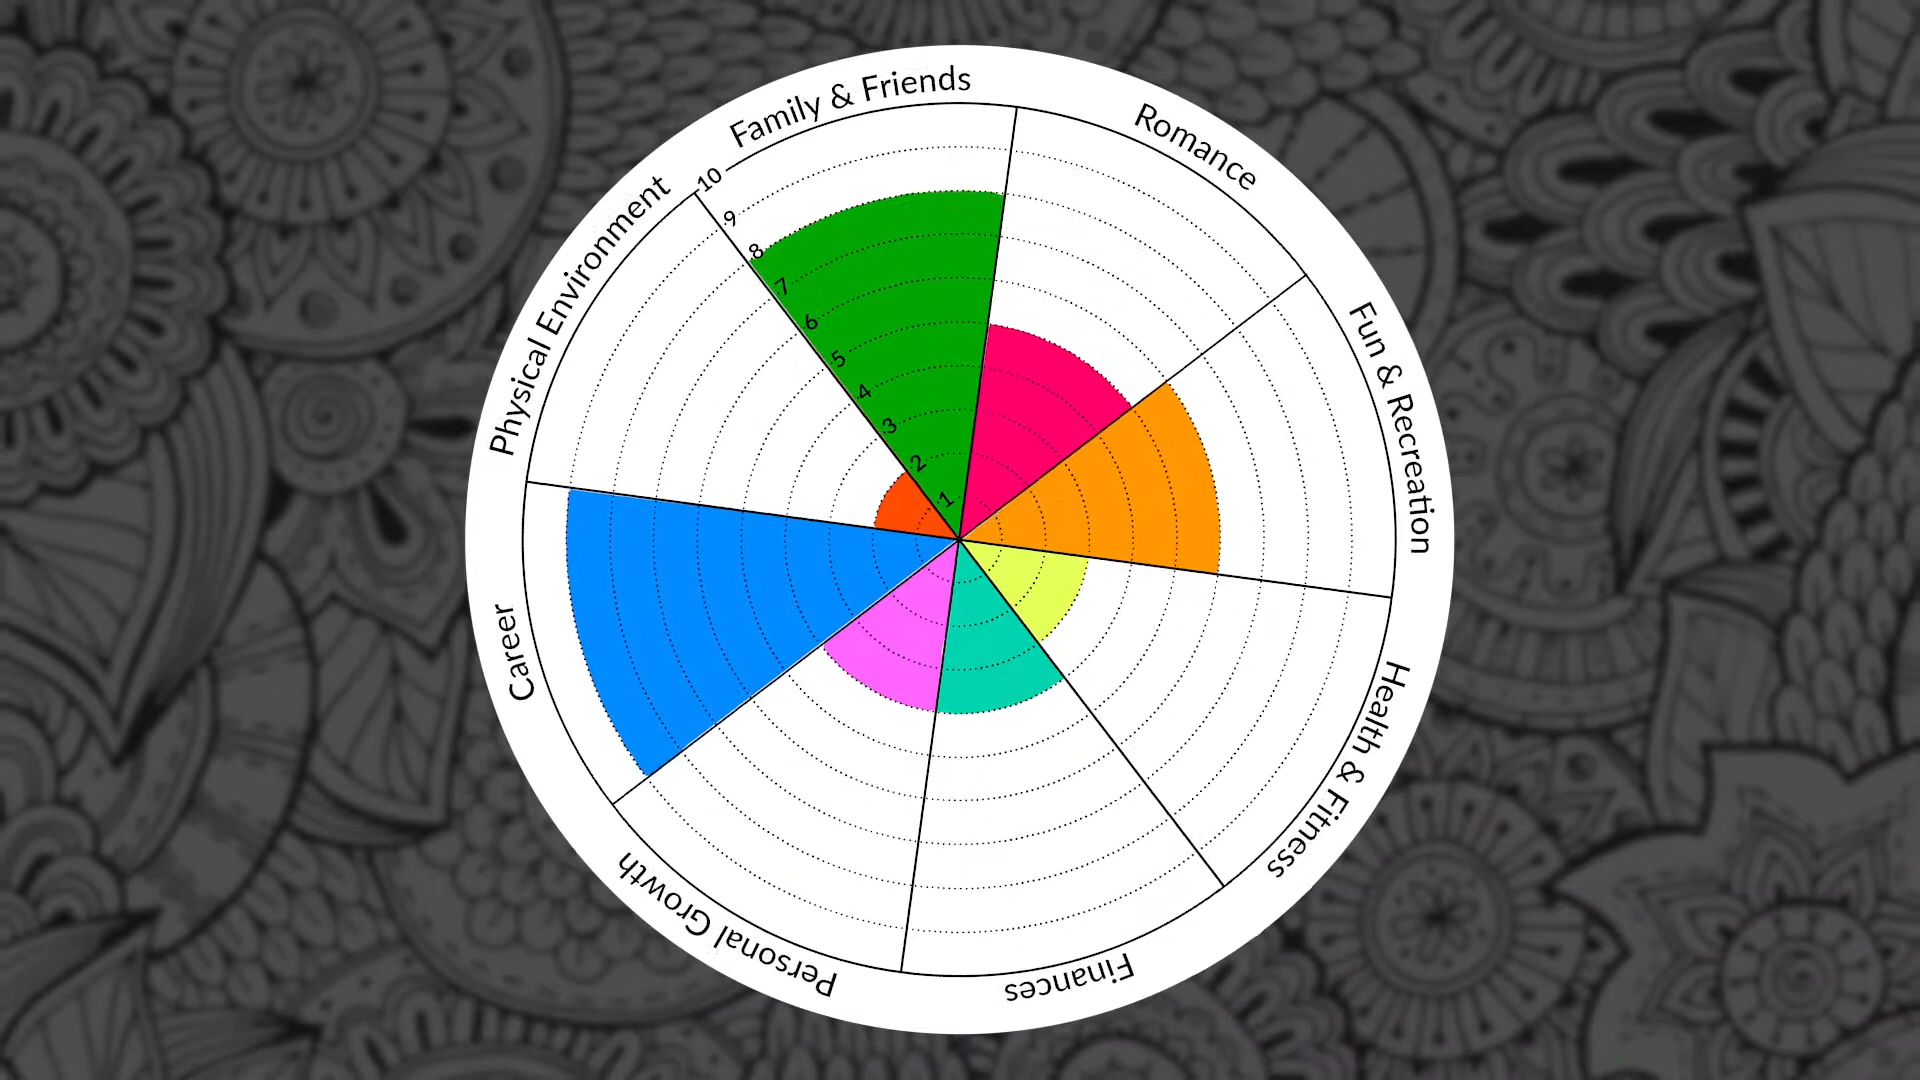 Family & Friends
Romance
Fun & Recreation
Health & Fitness
Finances
Personal Growth
Career
Physical Environment
10
9
8
7
6
5
4
3
2
1